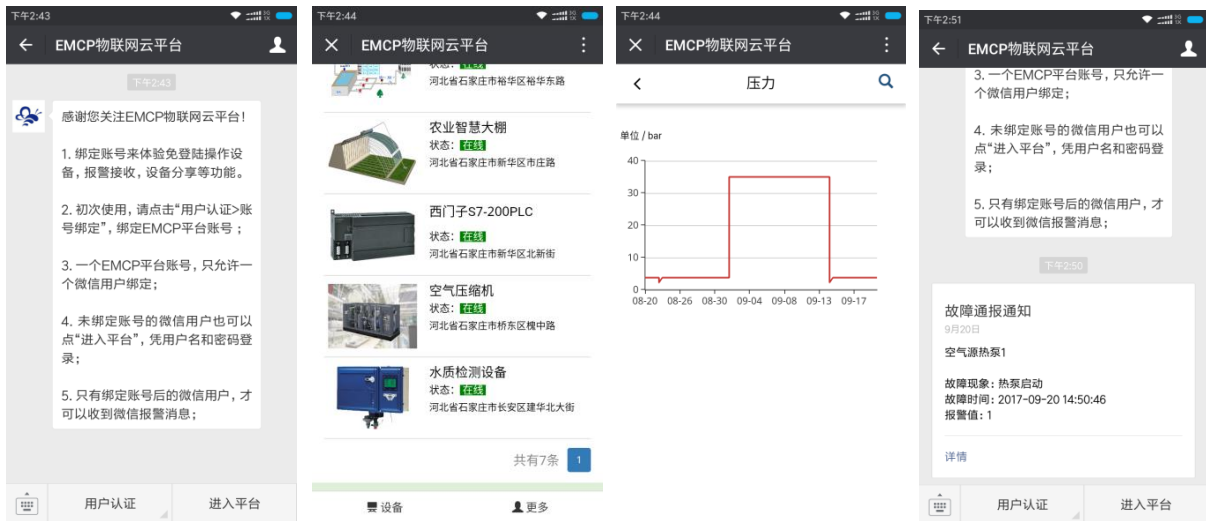 下午2:43
EMCP物联网云平台
下午2:43
感谢您关注EMCP物联网云平台！
1. 绑定账号来体验免登陆操作设
备，报警接收，设备分享等功能。
2. 初次使用，请点击“用户认证>账
号绑定”，绑定EMCP平台账号；
3. 一个EMCP平台账号，只允许一
个微信用户绑定；
4. 未绑定账号的微信用户也可以
点“进入平台”，凭用户名和密码登
录；
5. 只有绑定账号后的微信用户，才
可以收到微信报警消息；
用户认证
进入平台
下午2:44
EMCP物联网云平台
状态：在线
河北省石家庄市裕华区裕华东路
农业智慧大棚
状态：在线
河北省石家庄市新华区市庄路
西门子S7-200PLC
状态：在线
河北省石家庄市新华区北新街
空气压缩机
状态：在线
河北省石家庄市桥东区槐中路
水质检测设备
状态：在线
河北省石家庄市长安区建华北大街
共有7条 1
设备
更多
下午2:44
EMCP物联网云平台
压力
单位 / bar
40
30
20
10
0
08-20 08-26 08-30 09-04 09-08 09-13 09-17
下午2:51
EMCP物联网云平台
3. 一个EMCP平台账号，只允许一
个微信用户绑定；
4. 未绑定账号的微信用户也可以
点“进入平台”，凭用户名和密码登
录；
5. 只有绑定账号后的微信用户，才
可以收到微信报警消息；
下午2:50
故障通报通知
9月20日
空气源热泵1
故障现象：热泵启动
故障时间：2017-09-20 14:50:46
报警值：1
详情
用户认证
进入平台